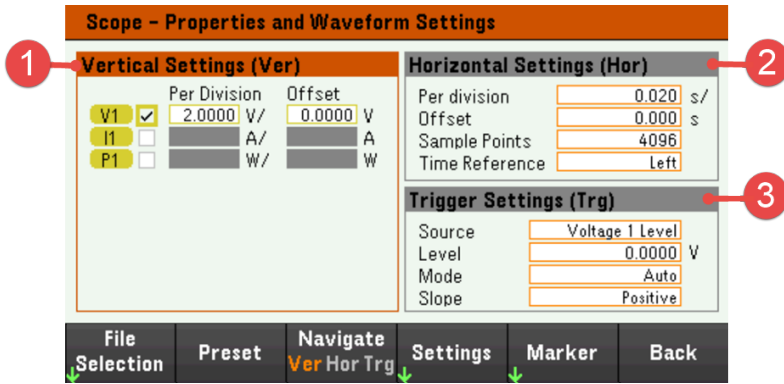 Scope – Properties and Waveform Settings
1
Vertical Settings (Ver)
Per Division Offset
V1 2.0000 V/ 0.0000 V
I1 A/ A
P1 W/ W
Horizontal Settings (Hor)
2
Per division 0.020 s/
Offset 0.000 s
Sample Points 4096
Time Reference Left
Trigger Settings (Trg)
3
Source Voltage 1 Level
Level 0.0000 V
Mode Auto
Slope Positive
File Selection
Preset
Navigate
Ver Hor Trg
Settings
Marker
Back